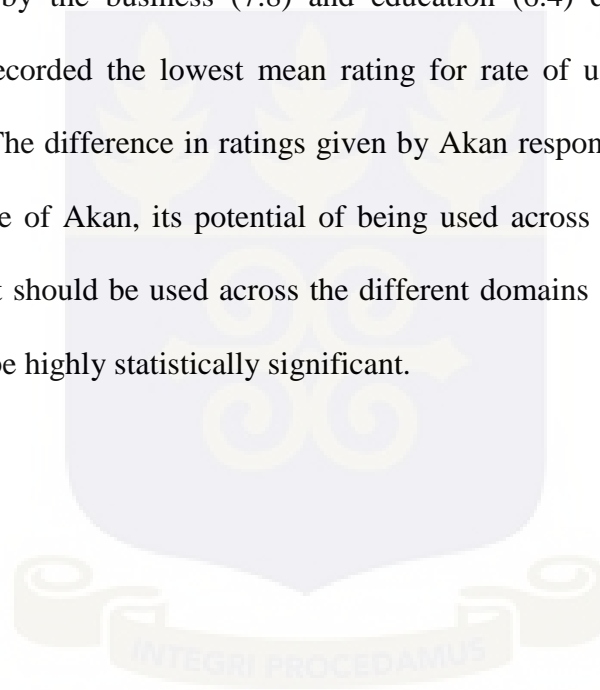 by the business (7.8) and education (6.4)
ecorded the lowest mean rating for rate of u
The difference in ratings given by Akan respon
e of Akan, its potential of being used across
t should be used across the different domains
be highly statistically significant.
INTEGRI PROCEDAMUS